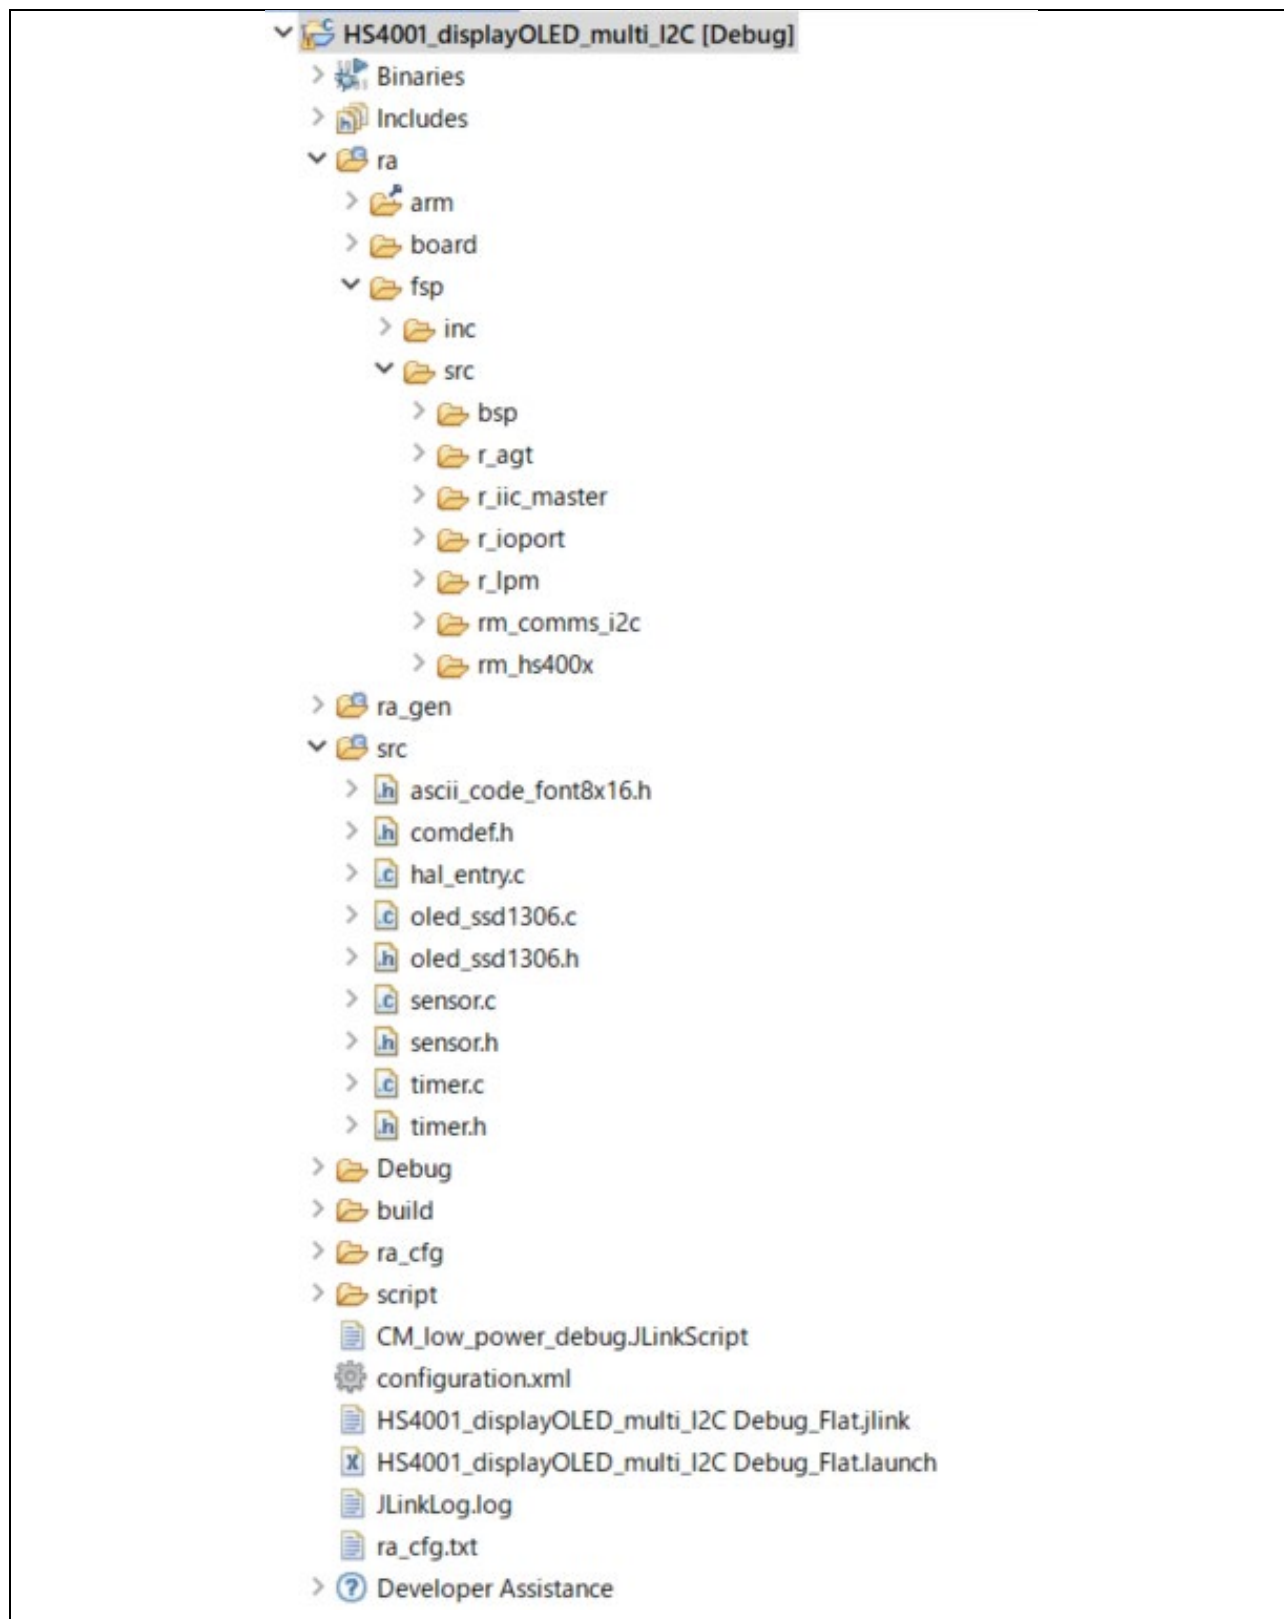 HS4001_displayOLED_multi_I2C [Debug]
Binaries
Includes
ra
arm
board
fsp
inc
src
bsp
r_agt
r_iic_master
r_ioport
r_lpm
rm_comms_i2c
rm_hs400x
ra_gen
src
ascii_code_font8x16.h
comdef.h
hal_entry.c
oled_ssd1306.c
oled_ssd1306.h
sensor.c
sensor.h
timer.c
timer.h
Debug
build
ra_cfg
script
CM_low_power_debug.JLinkScript
configuration.xml
HS4001_displayOLED_multi_I2C Debug_Flat.jlink
HS4001_displayOLED_multi_I2C Debug_Flat.launch
JLinkLog.log
ra_cfg.txt
Developer Assistance